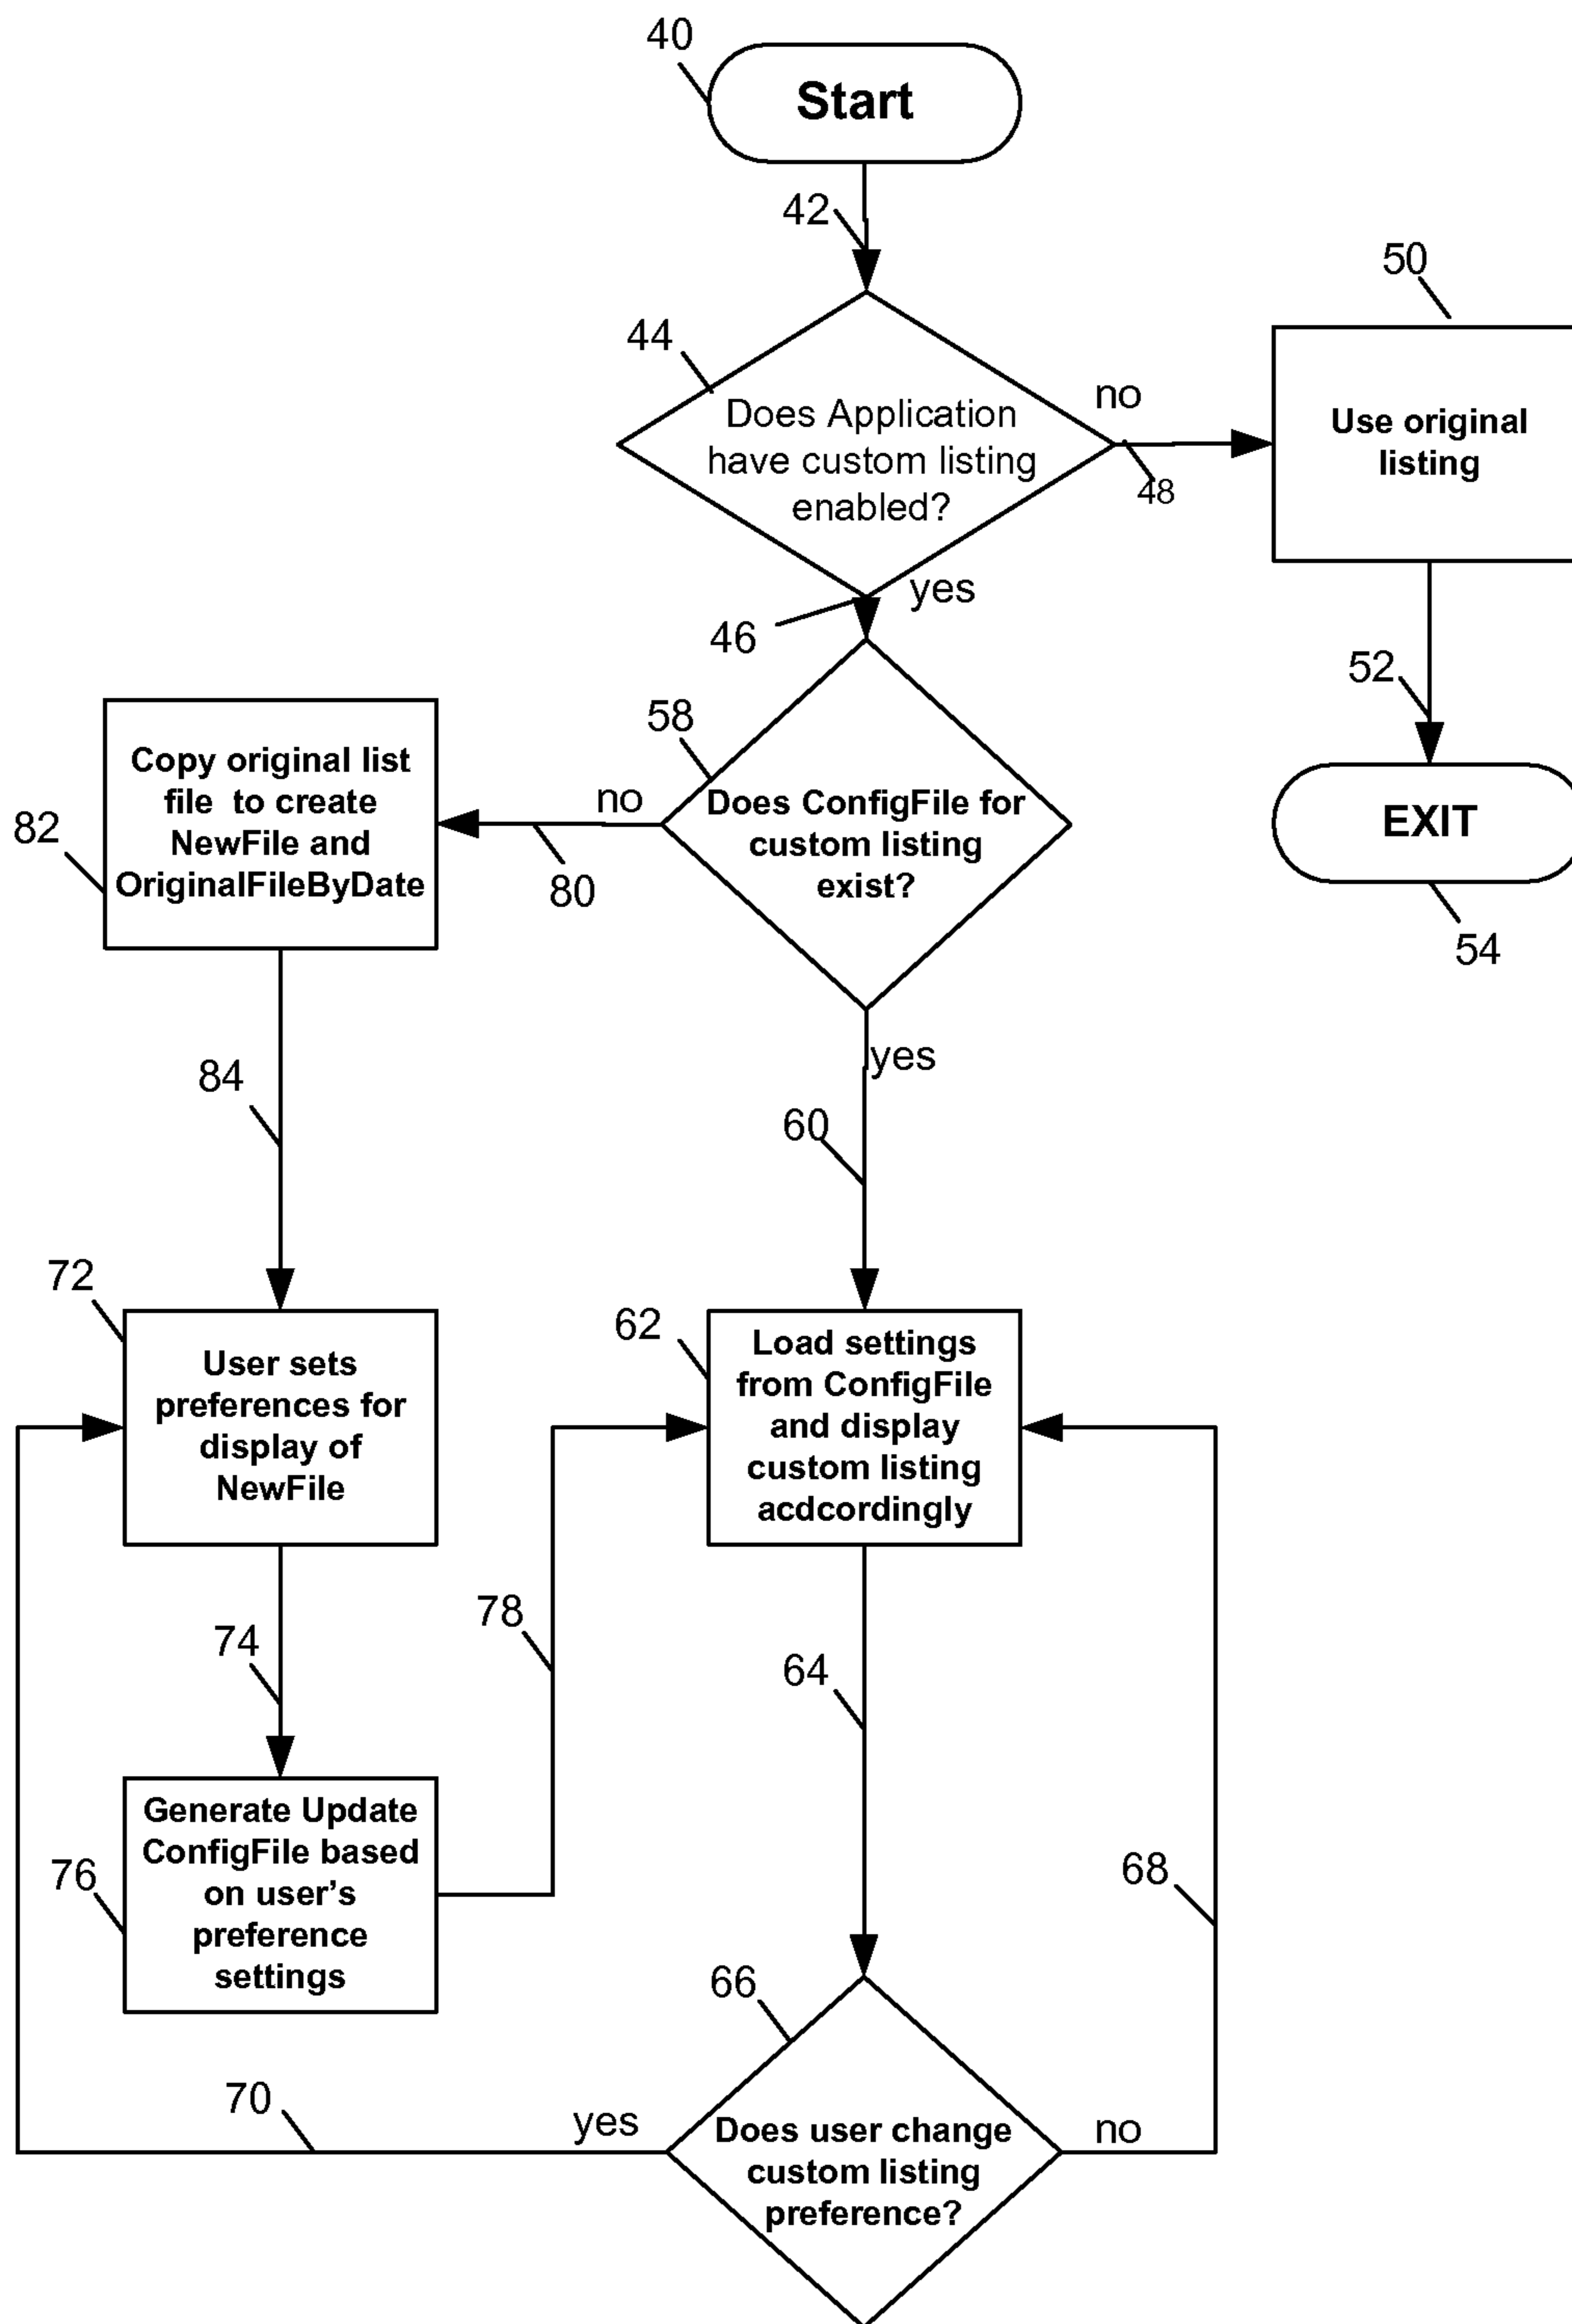 40
Start
42
50
44
no
Does Application
have custom listing
enabled?
48
Use original
listing
yes
46
52
58
Copy original list
file to create
NewFile and
OriginalFileByDate
82
no
80
Does ConfigFile for
custom listing
exist?
EXIT
54
yes
84
60
72
62
User sets
preferences for
display of
NewFile
Load settings
from ConfigFile
and display
custom listing
acdcordingly
78
74
64
Generate Update
ConfigFile based
on user's
preference
settings
76
68
66
70
yes
Does user change
custom listing
preference?
no